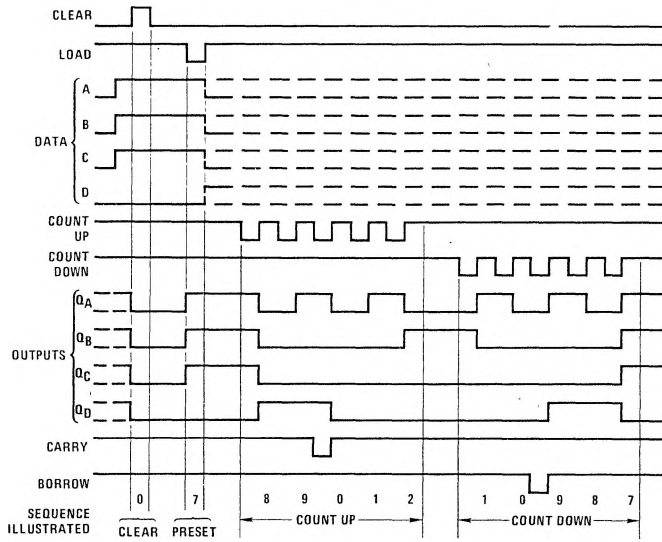 CLEAR
LOAD
A
B
DATA
C
D
COUNT
UP
COUNT
DOWN
QA
QB
OUTPUTS
QC
QD
CARRY
BORROW
SEQUENCE 0 7 8 9 0 1 2 1 0 9 8 7
ILLUSTRATED CLEAR PRESET COUNT UP COUNT DOWN